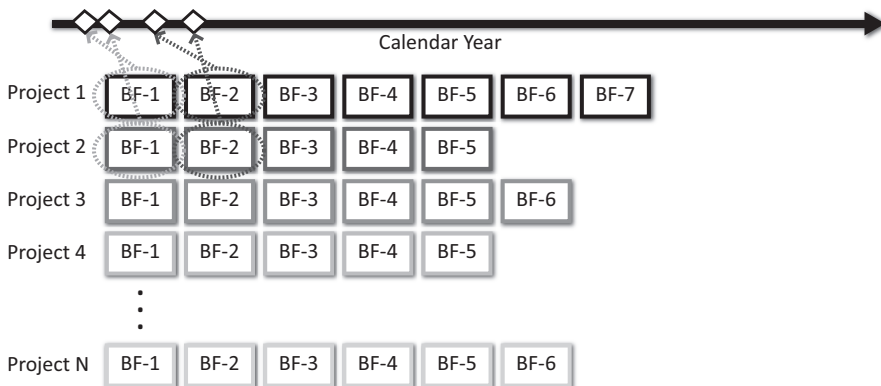 Calendar Year
Project 1 BF-1 BF-2 BF-3 BF-4 BF-5 BF-6 BF-7
Project 2 BF-1 BF-2 BF-3 BF-4 BF-5
Project 3 BF-1 BF-2 BF-3 BF-4 BF-5 BF-6
Project 4 BF-1 BF-2 BF-3 BF-4 BF-5
Project N BF-1 BF-2 BF-3 BF-4 BF-5 BF-6